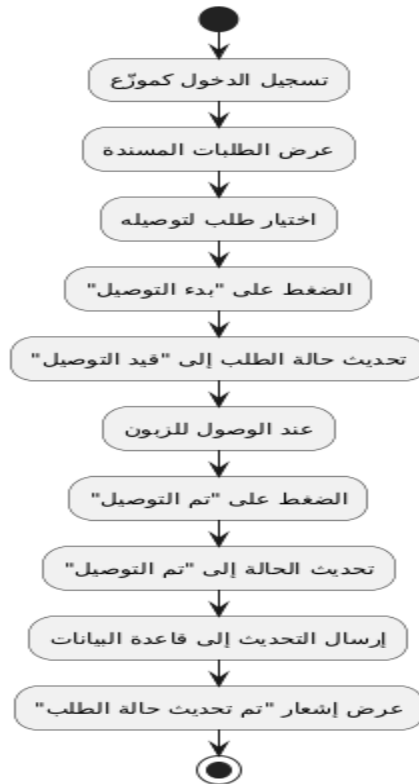 تسجيل الدخول كموزّع
عرض الطلبات المسندة
اختيار طلب لتوصيله
الضغط على "بدء التوصيل"
تحديث حالة الطلب إلى "قيد التوصيل"
عند الوصول للزبون
الضغط على "تم التوصيل"
تحديث الحالة إلى "تم التوصيل"
إرسال التحديث إلى قاعدة البيانات
عرض إشعار "تم تحديث حالة الطلب"